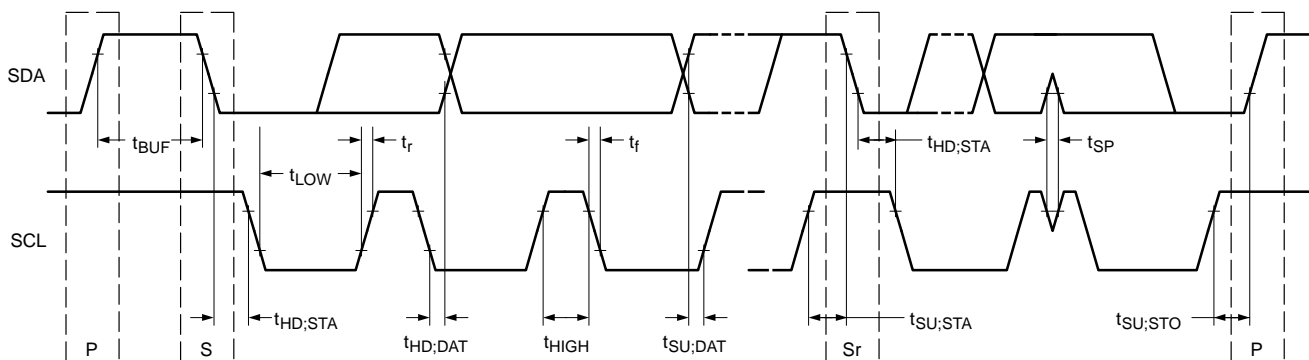 SDA
t_BUF
t_r
t_f
t_HD;STA
t_SP
t_LOW
SCL
t_HD;STA
t_HD;DAT
t_HIGH
t_SU;DAT
t_SU;STA
t_SU;STO
P
S
Sr
P